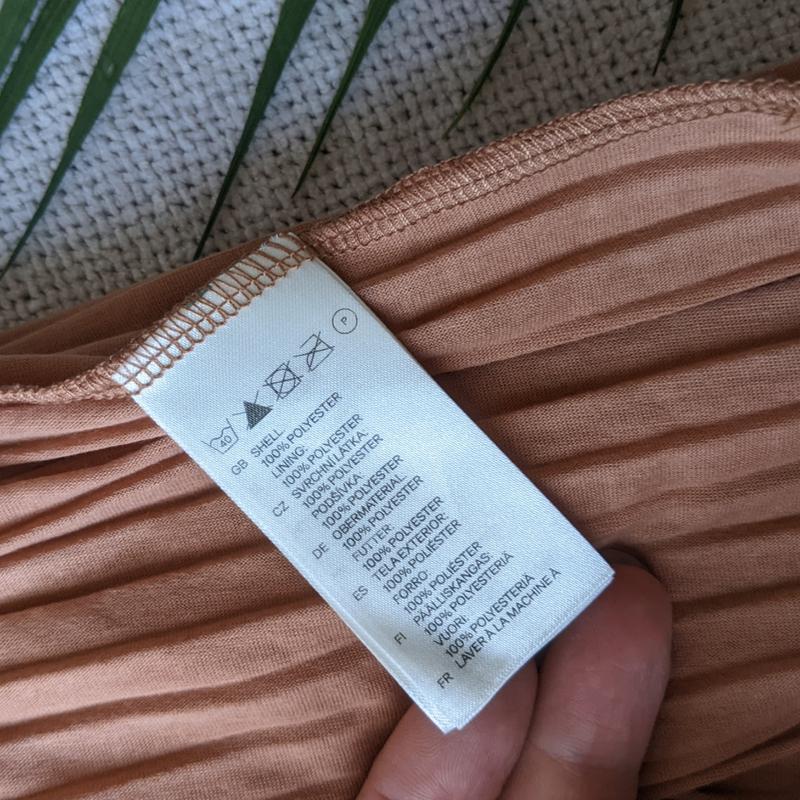 40 P
GB SHELL:
100% POLYESTER
LINING:
100% POLYESTER
CZ SVRCHNÍ LÁTKA:
100% POLYESTER
PODŠÍVKA:
100% POLYESTER
DE OBERMATERIAL:
100% POLYESTER
FUTTER:
100% POLYESTER
ES TELA EXTERIOR:
100% POLIÉSTER
FORRO:
100% POLIÉSTER
FI PÄÄLLISKANGAS:
100% POLYESTERIÄ
VUORI:
100% POLYESTERIÄ
FR LAVER À LA MACHINE À